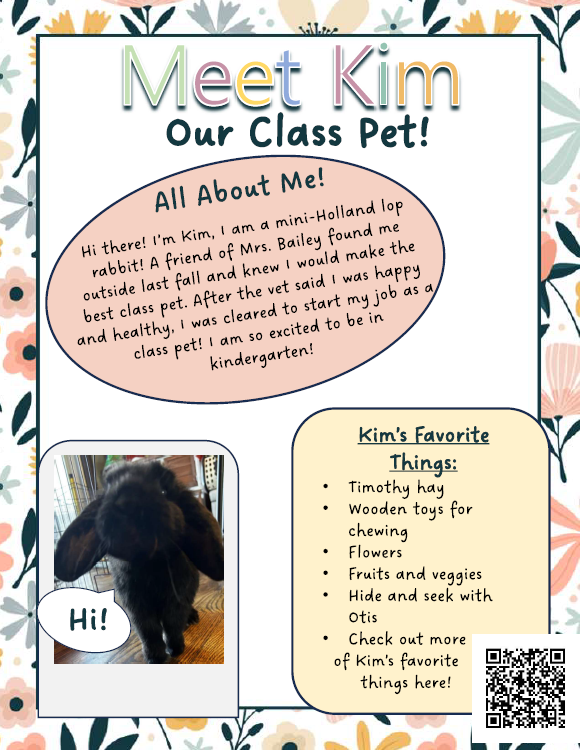 Meet Kim
Our Class Pet!
All About Me!
Hi there! I'm Kim, I am a mini-Holland lop
rabbit! A friend of Mrs. Bailey found me
outside last fall and knew I would make the
best class pet. After the vet said I was happy
and healthy, I was cleared to start my job as a
class pet! I am so excited to be in
kindergarten!
Kim's Favorite
Things:
• Timothy hay
• Wooden toys for
chewing
• Flowers
• Fruits and veggies
• Hide and seek with
Otis
• Check out more
of Kim's favorite
things here!
Hi!